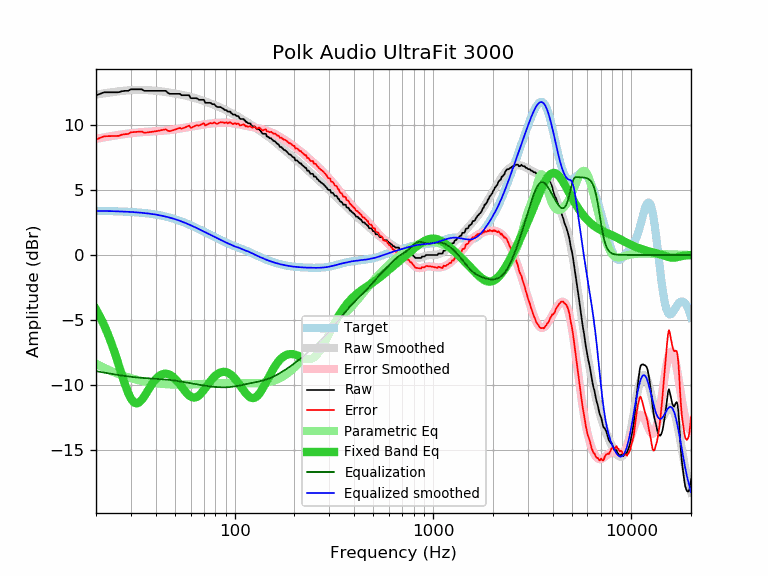 Polk Audio UltraFit 3000
Amplitude (dBr)
10
5
0
−5
−10
−15
Target
Raw Smoothed
Error Smoothed
Raw
Error
Parametric Eq
Fixed Band Eq
Equalization
Equalized smoothed
100
1000
10000
Frequency (Hz)